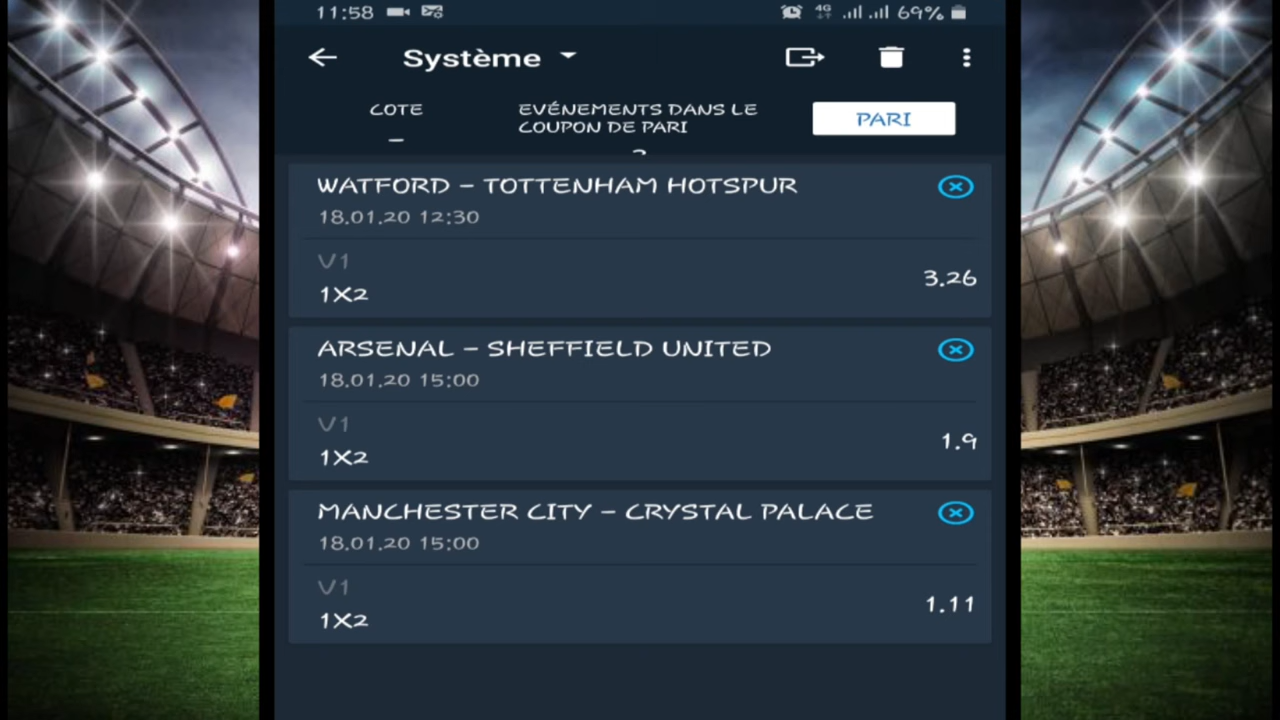 11:58 4G 69%
Système
COTE
EVÉNEMENTS DANS LE
COUPON DE PARI
PARI
–
WATFORD – TOTTENHAM HOTSPUR
18.01.20 12:30
V1
1X2
3.26
ARSENAL – SHEFFIELD UNITED
18.01.20 15:00
V1
1X2
1.9
MANCHESTER CITY – CRYSTAL PALACE
18.01.20 15:00
V1
1X2
1.11